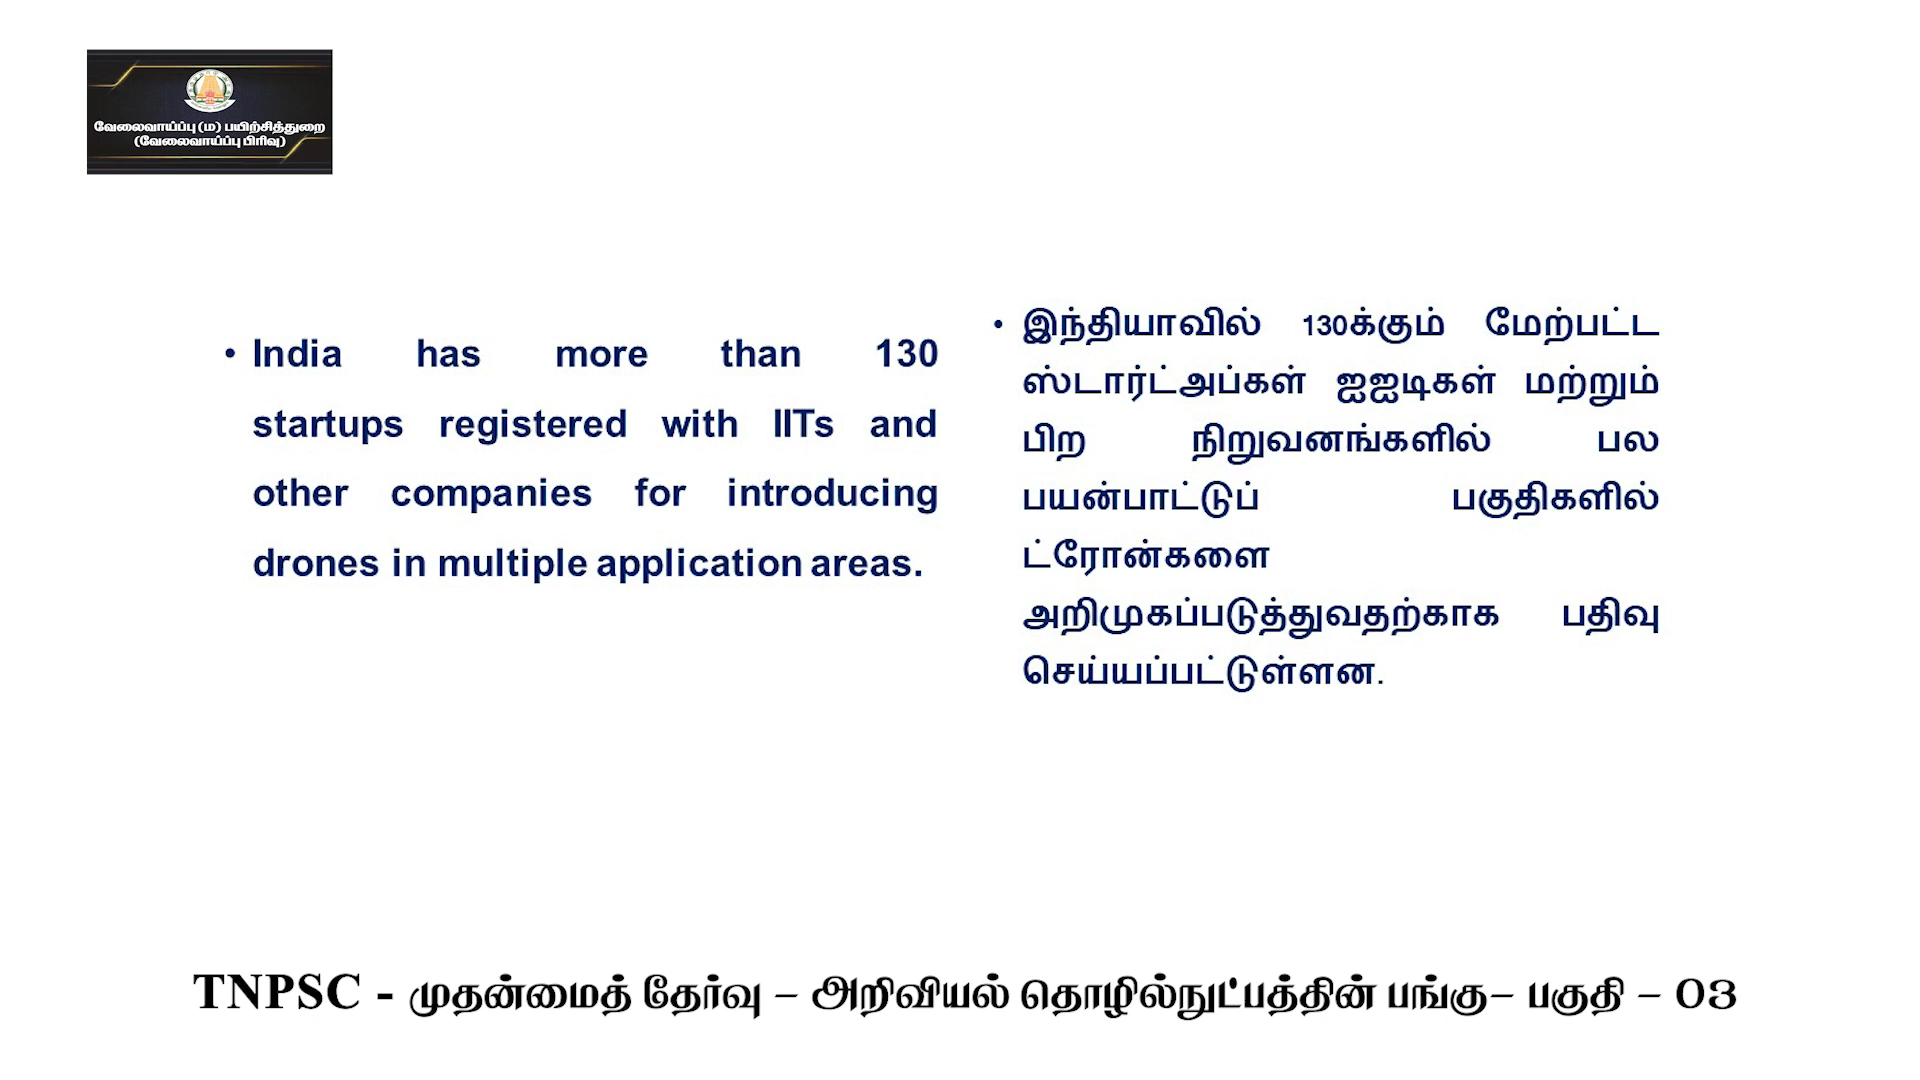 வேலைவாய்ப்பு (ம) பயிற்சித்துறை
(வேலைவாய்ப்பு பிரிவு)
• India has more than 130
startups registered with IITs and
other companies for introducing
drones in multiple application areas.
• இந்தியாவில் 130க்கும் மேற்பட்ட
ஸ்டார்ட்அப்கள் ஐஐடிகள் மற்றும்
பிற நிறுவனங்களில் பல
பயன்பாட்டுப் பகுதிகளில்
ட்ரோன்களை
அறிமுகப்படுத்துவதற்காக பதிவு
செய்யப்பட்டுள்ளன.
TNPSC - முதன்மைத் தேர்வு – அறிவியல் தொழில்நுட்பத்தின் பங்கு– பகுதி – 03